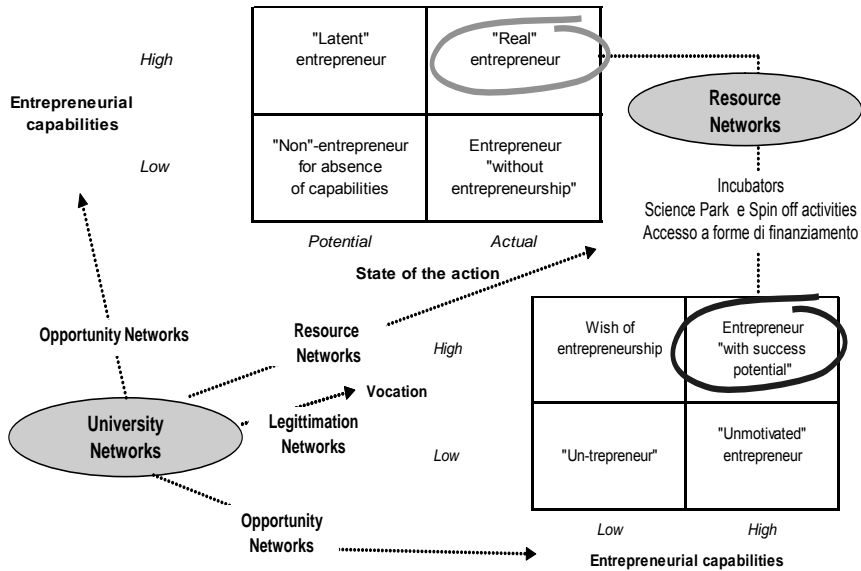 "Latent"
entrepreneur
"Real"
entrepreneur
High
Entrepreneurial
capabilities
Low
"Non"-entrepreneur
for absence
of capabilities
Entrepreneur
"without
entrepreneurship"
Potential
Actual
State of the action
Resource
Networks
Incubators
Science Park e Spin off activities
Accesso a forme di finanziamento
Opportunity Networks
Resource
Networks
Vocation
Legittimation
Networks
University
Networks
Opportunity
Networks
High
Low
Wish of
entrepreneurship
Entrepreneur
"with success
potential"
"Un-trepreneur"
"Unmotivated"
entrepreneur
Low
High
Entrepreneurial capabilities